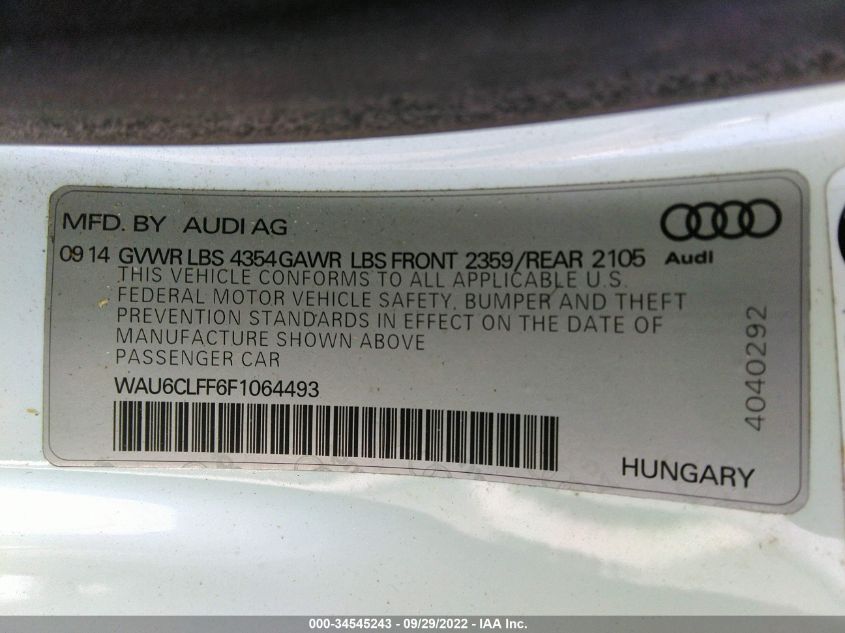 MFD. BY AUDI AG
Audi
09 14 GVWR LBS 4354 GAWR LBS FRONT 2359/REAR 2105
THIS VEHICLE CONFORMS TO ALL APPLICABLE U.S.
FEDERAL MOTOR VEHICLE SAFETY, BUMPER AND THEFT
PREVENTION STANDARDS IN EFFECT ON THE DATE OF
MANUFACTURE SHOWN ABOVE
PASSENGER CAR
WAU6CLFF6F1064493
4040292
HUNGARY
000-34545243 - 09/29/2022 - IAA Inc.